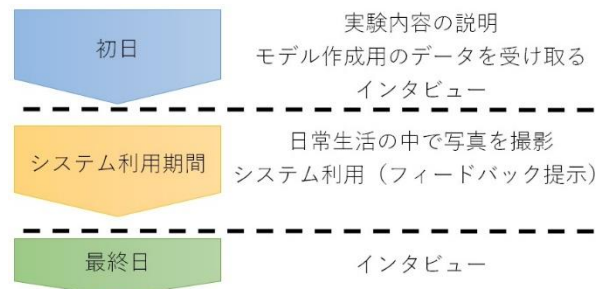 初日
実験内容の説明
モデル作成用のデータを受け取る
インタビュー
システム利用期間
日常生活の中で写真を撮影
システム利用（フィードバック提示）
最終日
インタビュー